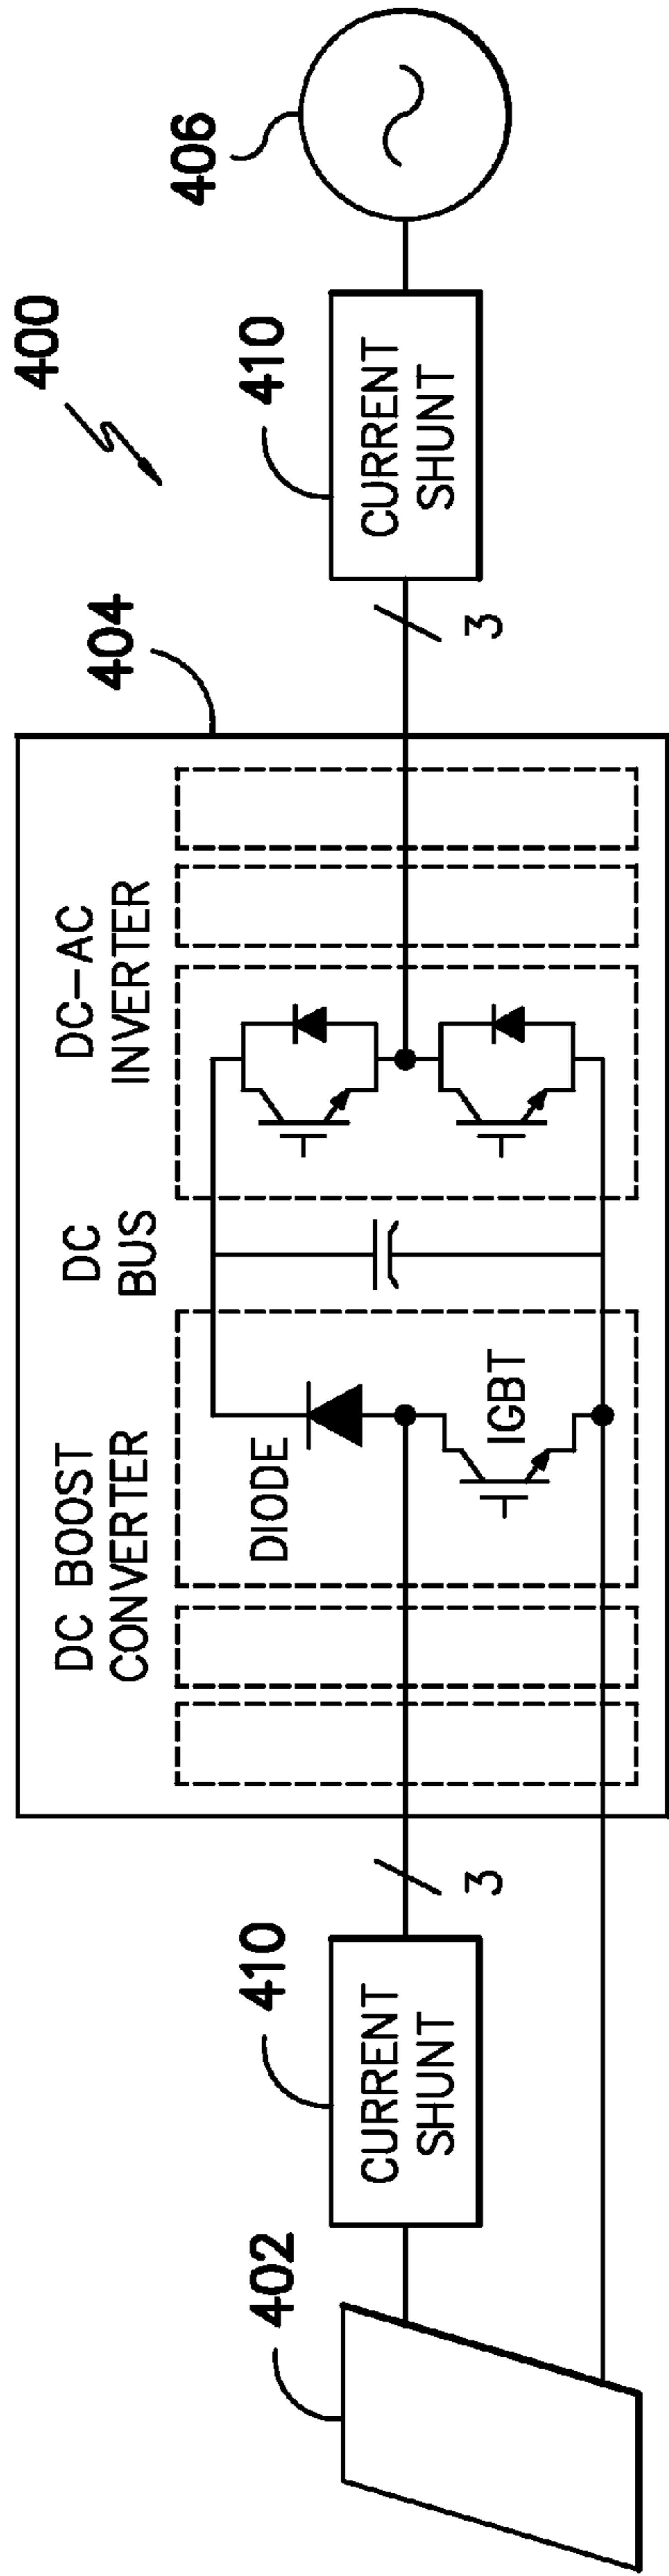 400
404
406
DC BOOST
CONVERTER
DC
BUS
DC-AC
INVERTER
402
410
CURRENT
SHUNT
3
DIODE
IGBT
3
410
CURRENT
SHUNT